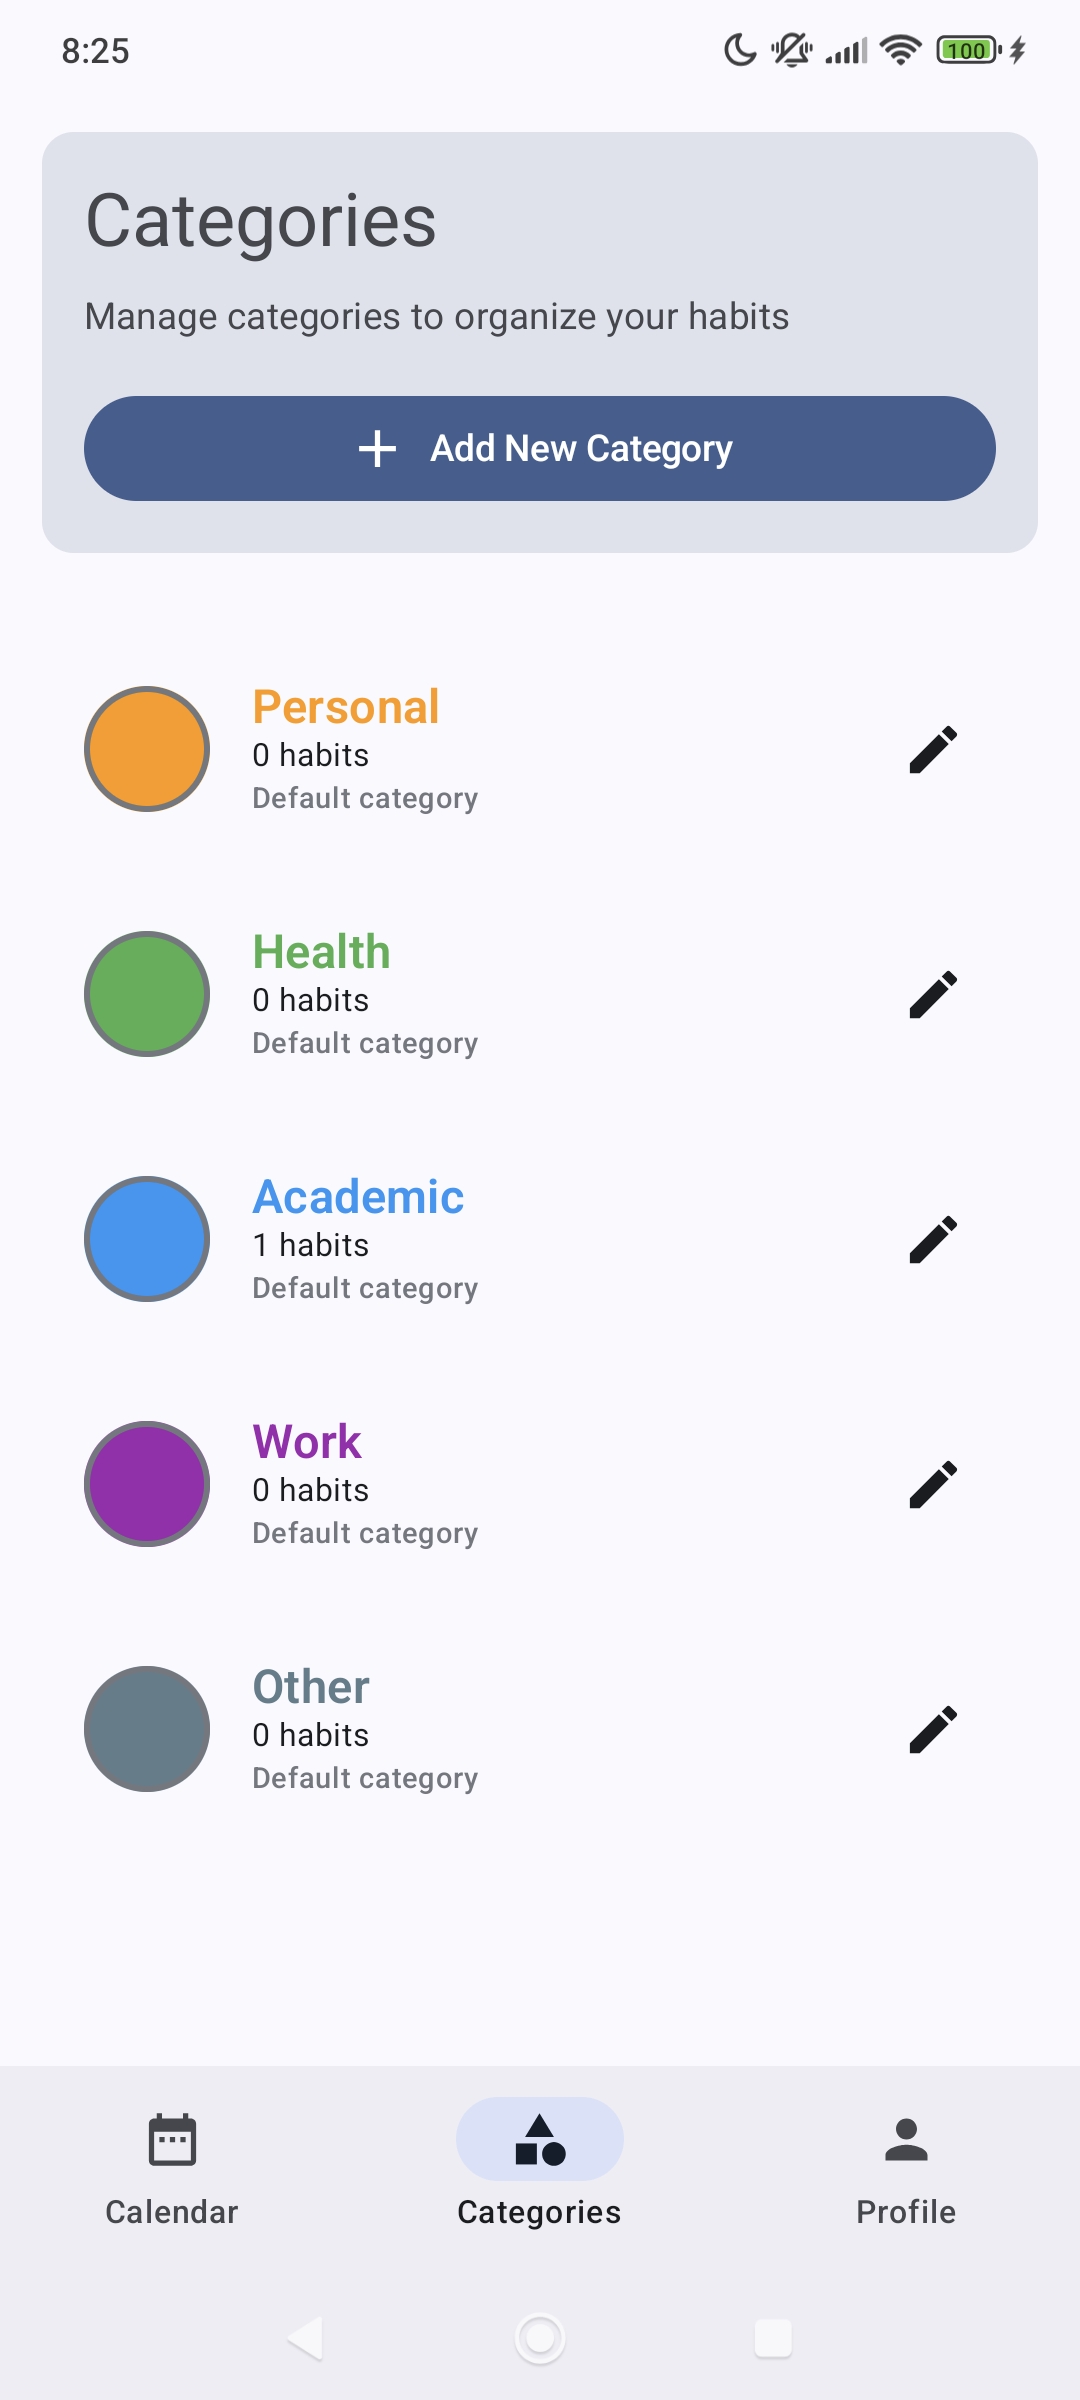 8:25
100
Categories
Manage categories to organize your habits
Add New Category
Personal
0 habits
Default category
Health
0 habits
Default category
Academic
1 habits
Default category
Work
0 habits
Default category
Other
0 habits
Default category
Calendar
Categories
Profile